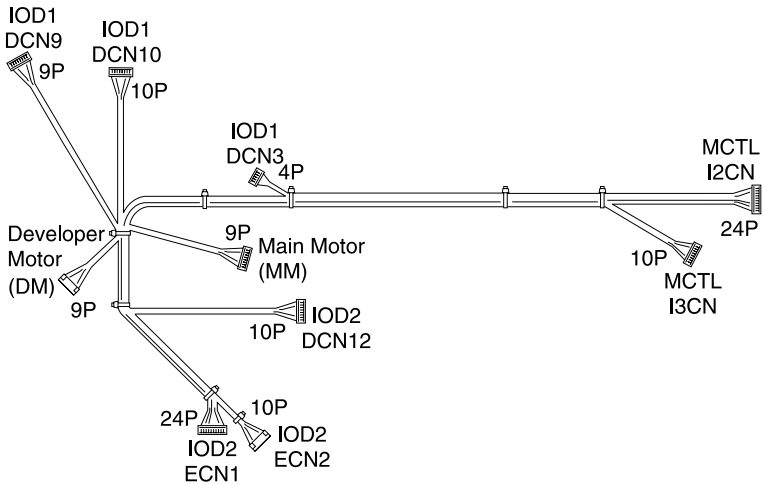 IOD1
DCN9
9P
IOD1
DCN10
10P
IOD1
DCN3
4P
MCTL
I2CN
24P
10P
MCTL
I3CN
Developer
Motor
(DM)
9P
9P
Main Motor
(MM)
10P
IOD2
DCN12
24P
IOD2
ECN1
10P
IOD2
ECN2